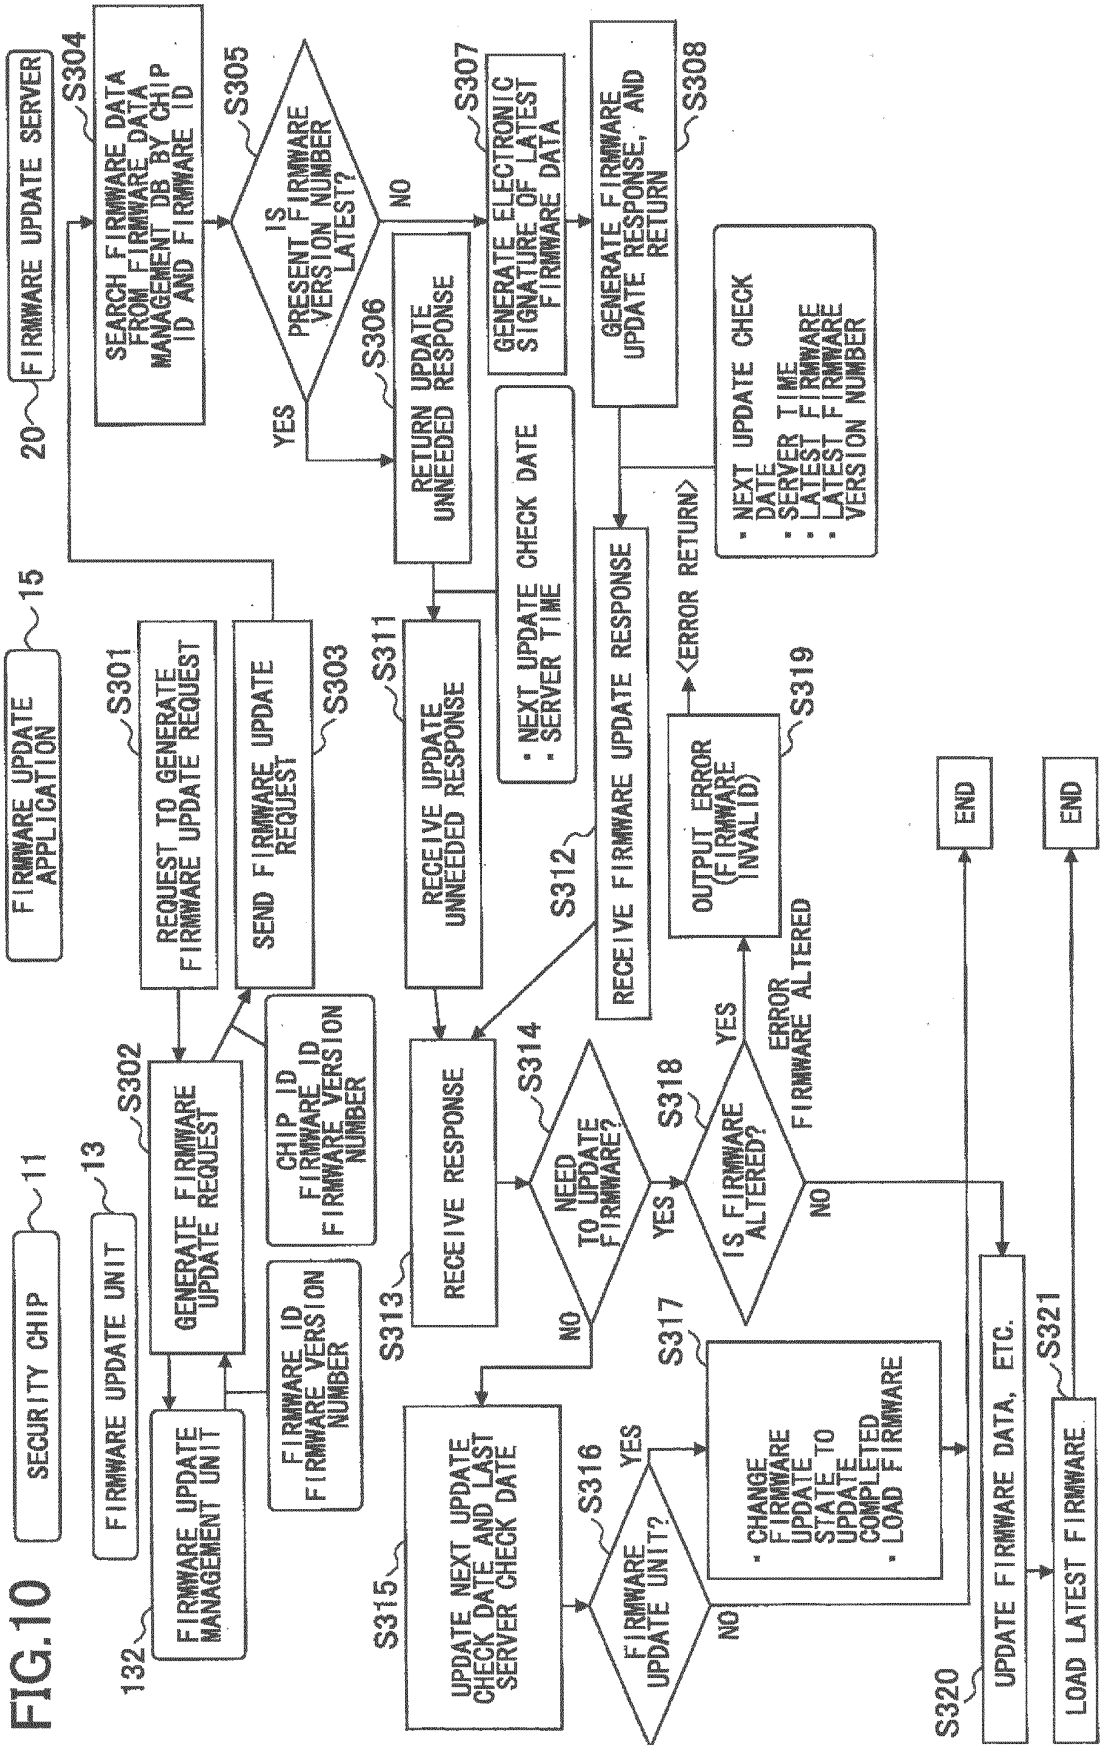 FIG.10
SECURITY CHIP
11
FIRMWARE UPDATE
APPLICATION
15
20
FIRMWARE UPDATE SERVER
FIRMWARE UPDATE UNIT
13
132
FIRMWARE UPDATE
MANAGEMENT UNIT
FIRMWARE ID
FIRMWARE VERSION
NUMBER
S302
GENERATE FIRMWARE
UPDATE REQUEST
CHIP ID
FIRMWARE ID
FIRMWARE VERSION
NUMBER
S301
REQUEST TO GENERATE
FIRMWARE UPDATE REQUEST
S303
SEND FIRMWARE UPDATE
REQUEST
S304
SEARCH FIRMWARE DATA
FROM FIRMWARE DATA
MANAGEMENT DB BY CHIP
ID AND FIRMWARE ID
S305
IS
PRESENT FIRMWARE
VERSION NUMBER
LATEST?
YES
NO
S306
RETURN UPDATE
UNNEEDED RESPONSE
S307
GENERATE ELECTRONIC
SIGNATURE OF LATEST
FIRMWARE DATA
S308
GENERATE FIRMWARE
UPDATE RESPONSE, AND
RETURN
S311
RECEIVE UPDATE
UNNEEDED RESPONSE
· NEXT UPDATE CHECK DATE
· SERVER TIME
S312
RECEIVE FIRMWARE UPDATE RESPONSE
· NEXT UPDATE CHECK
DATE
· SERVER TIME
· LATEST FIRMWARE
· LATEST FIRMWARE
VERSION NUMBER
S313
RECEIVE RESPONSE
S314
NEED
TO UPDATE
FIRMWARE?
NO
YES
S315
UPDATE NEXT UPDATE
CHECK DATE AND LAST
SERVER CHECK DATE
S316
FIRMWARE
UPDATE UNIT?
YES
NO
S317
· CHANGE
FIRMWARE
UPDATE
STATE TO
UPDATE
COMPLETED
· LOAD FIRMWARE
S318
IS FIRMWARE
ALTERED?
YES
NO
ERROR
FIRMWARE ALTERED
S319
OUTPUT ERROR
(FIRMWARE
INVALID)
<ERROR RETURN>
END
S320
UPDATE FIRMWARE DATA, ETC.
S321
LOAD LATEST FIRMWARE
END